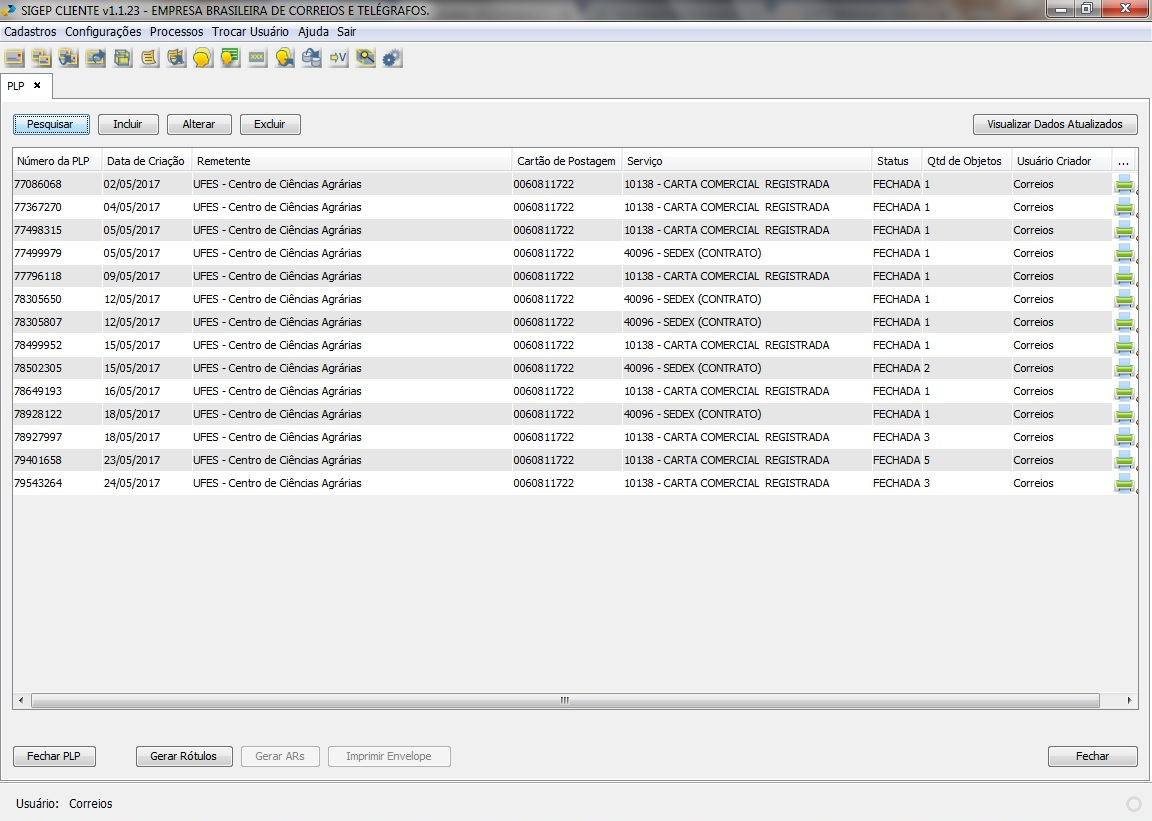 SIGEP CLIENTE v1.1.23 - EMPRESA BRASILEIRA DE CORREIOS E TELÉGRAFOS.
Cadastros Configurações Processos Trocar Usuário Ajuda Sair
PLP
Pesquisar Incluir Alterar Excluir Visualizar Dados Atualizados
Número da PLP Data de Criação Remetente Cartão de Postagem Serviço Status Qtd de Objetos Usuário Criador ...
77086068 02/05/2017 UFES - Centro de Ciências Agrárias 0060811722 10138 - CARTA COMERCIAL REGISTRADA FECHADA 1 Correios
77367270 04/05/2017 UFES - Centro de Ciências Agrárias 0060811722 10138 - CARTA COMERCIAL REGISTRADA FECHADA 1 Correios
77498315 05/05/2017 UFES - Centro de Ciências Agrárias 0060811722 10138 - CARTA COMERCIAL REGISTRADA FECHADA 1 Correios
77499979 05/05/2017 UFES - Centro de Ciências Agrárias 0060811722 40096 - SEDEX (CONTRATO) FECHADA 1 Correios
77796118 09/05/2017 UFES - Centro de Ciências Agrárias 0060811722 10138 - CARTA COMERCIAL REGISTRADA FECHADA 1 Correios
78305650 12/05/2017 UFES - Centro de Ciências Agrárias 0060811722 40096 - SEDEX (CONTRATO) FECHADA 1 Correios
78305807 12/05/2017 UFES - Centro de Ciências Agrárias 0060811722 40096 - SEDEX (CONTRATO) FECHADA 1 Correios
78499952 15/05/2017 UFES - Centro de Ciências Agrárias 0060811722 10138 - CARTA COMERCIAL REGISTRADA FECHADA 1 Correios
78502305 15/05/2017 UFES - Centro de Ciências Agrárias 0060811722 40096 - SEDEX (CONTRATO) FECHADA 2 Correios
78649193 16/05/2017 UFES - Centro de Ciências Agrárias 0060811722 10138 - CARTA COMERCIAL REGISTRADA FECHADA 1 Correios
78928122 18/05/2017 UFES - Centro de Ciências Agrárias 0060811722 40096 - SEDEX (CONTRATO) FECHADA 1 Correios
78927997 18/05/2017 UFES - Centro de Ciências Agrárias 0060811722 10138 - CARTA COMERCIAL REGISTRADA FECHADA 3 Correios
79401658 23/05/2017 UFES - Centro de Ciências Agrárias 0060811722 10138 - CARTA COMERCIAL REGISTRADA FECHADA 5 Correios
79543264 24/05/2017 UFES - Centro de Ciências Agrárias 0060811722 10138 - CARTA COMERCIAL REGISTRADA FECHADA 3 Correios
Fechar PLP Gerar Rótulos Gerar ARs Imprimir Envelope Fechar
Usuário: Correios